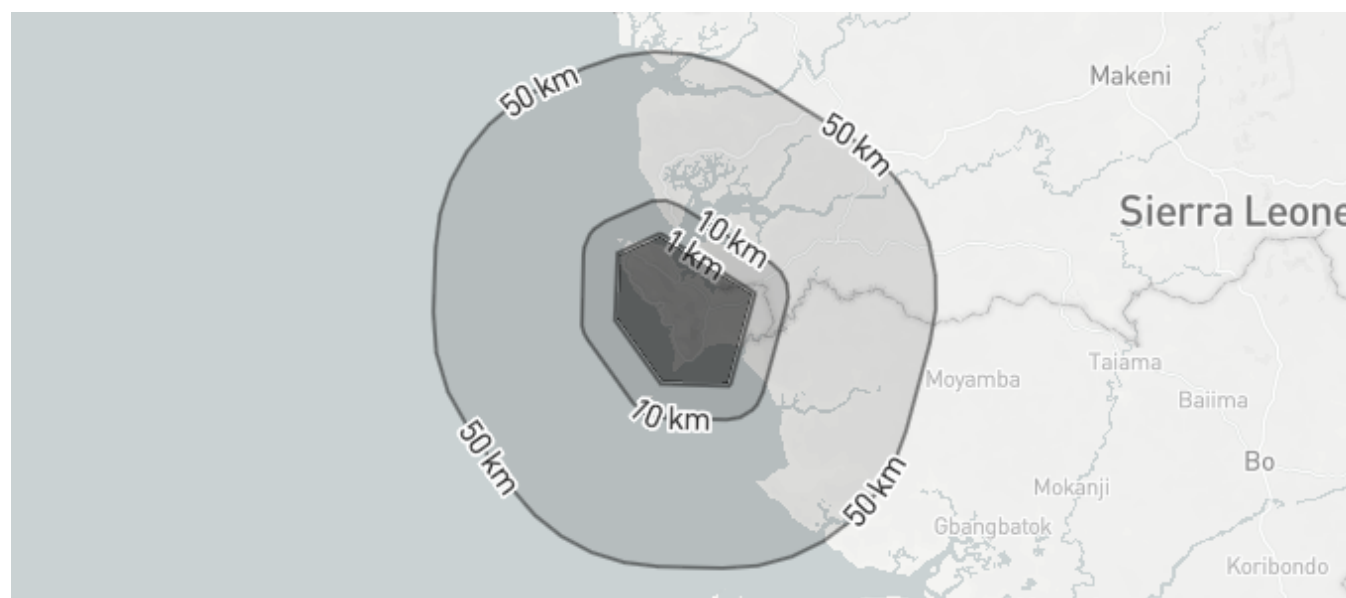 50 km
Makeni
50 km
Sierra Leone
10 km
1 km
Taiama
Moyamba
Baiima
10 km
50 km
Bo
50 km
Mokanji
Gbangbatok
Koribondo